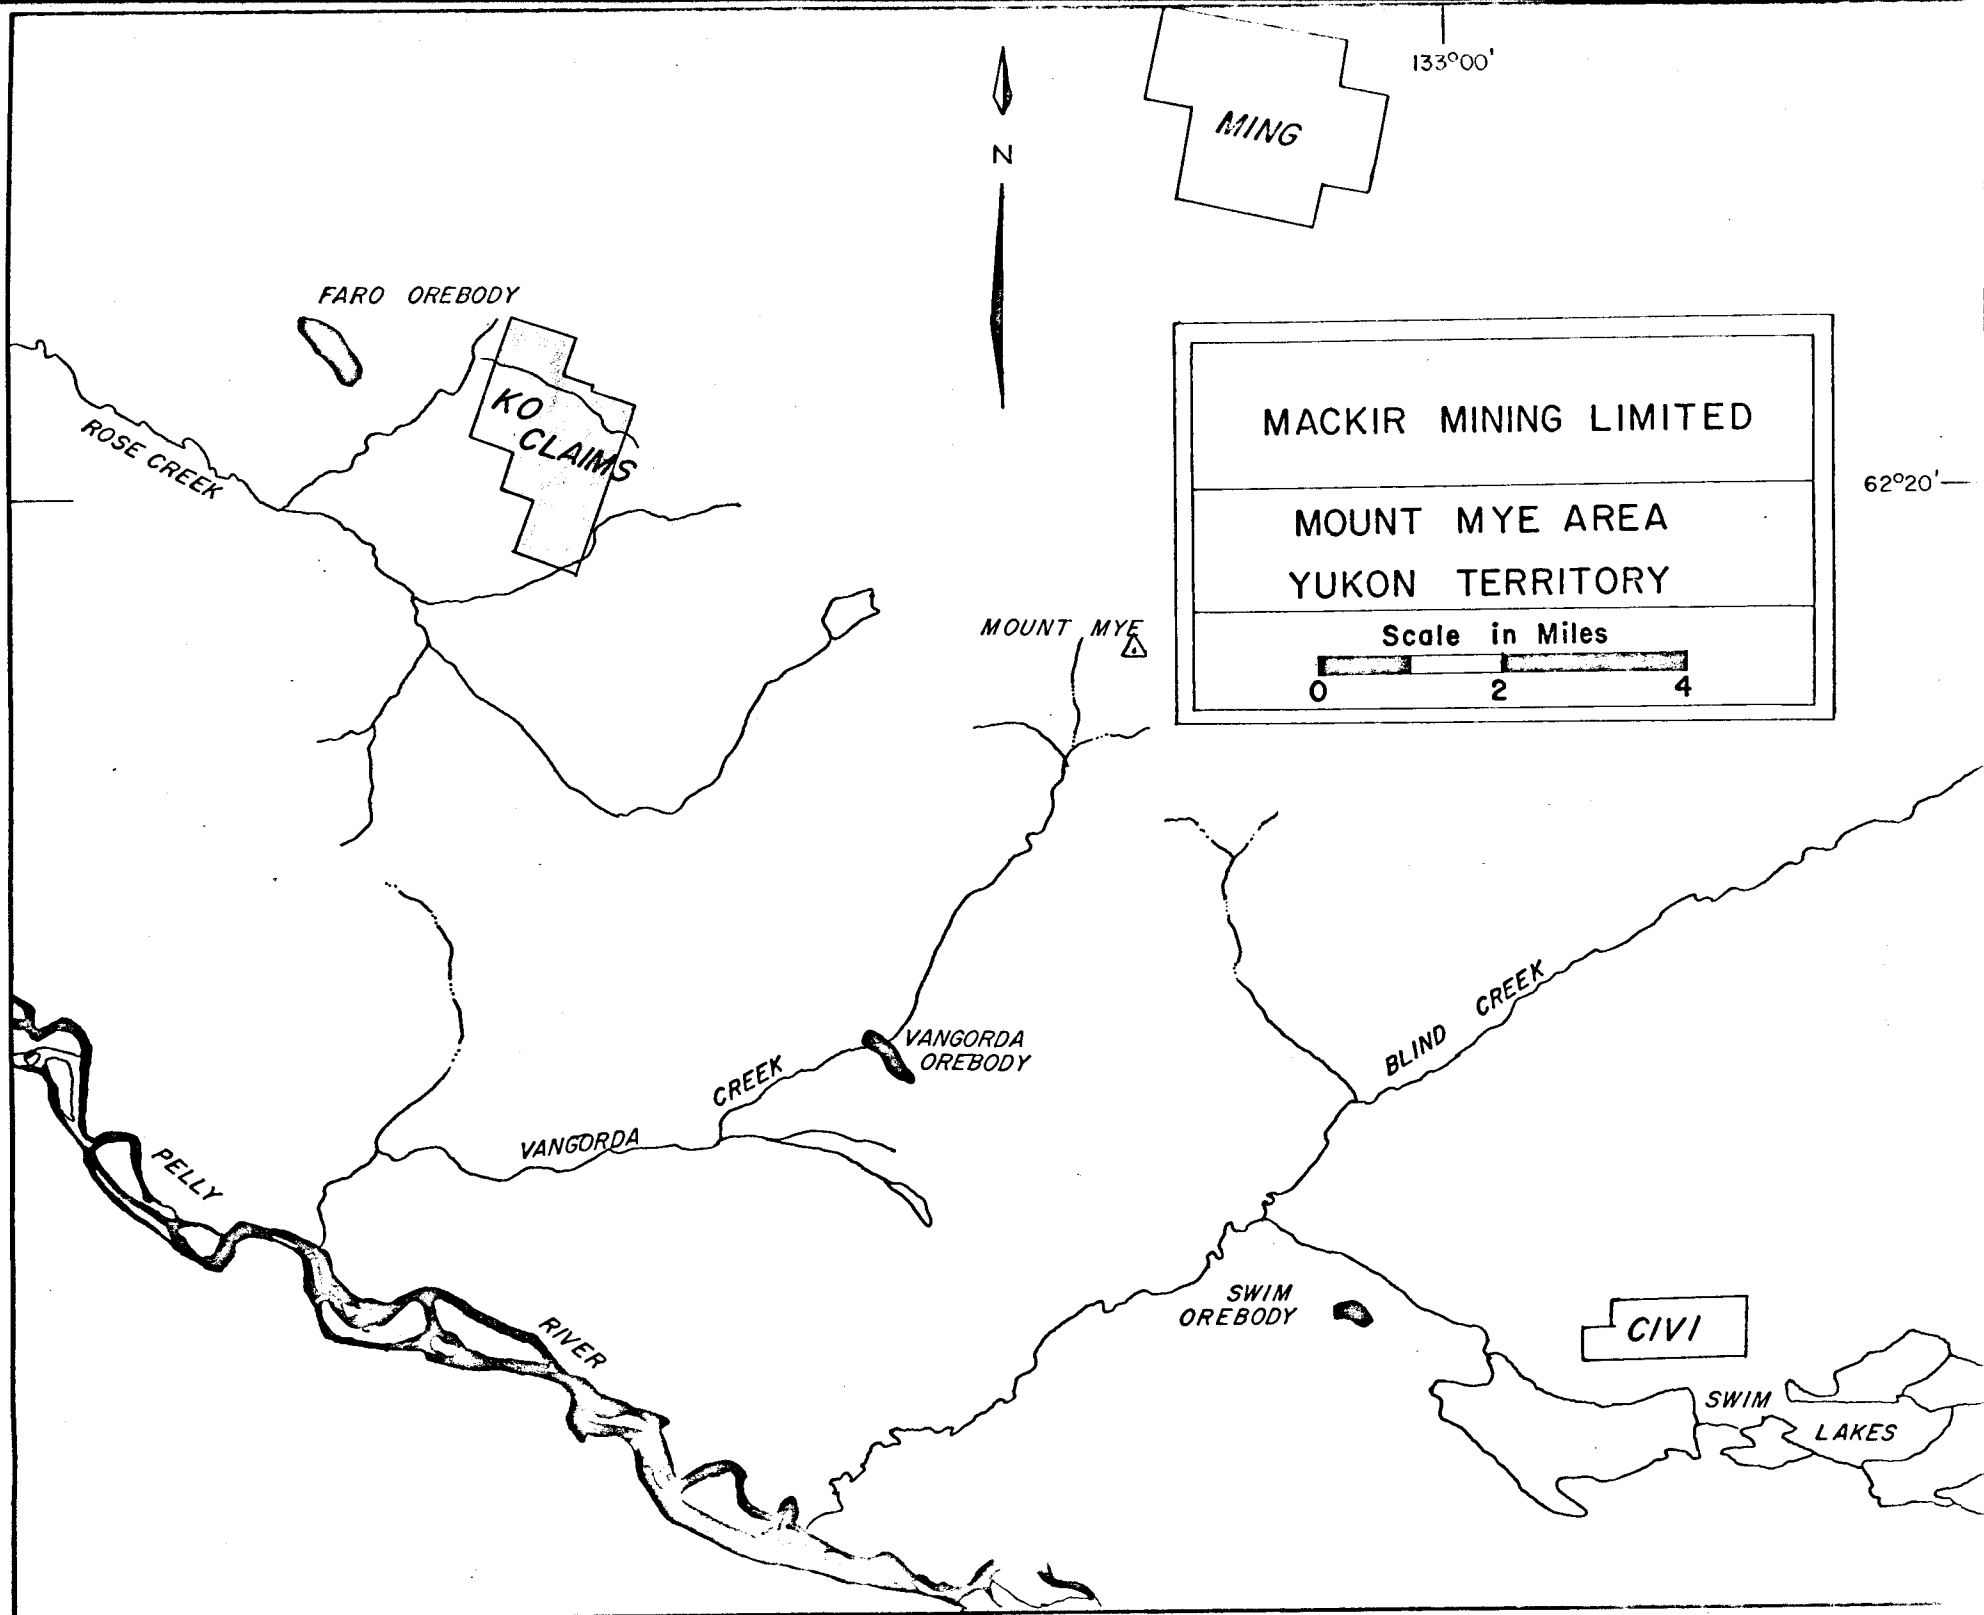 133°00'
N
MING
FARO OREBODY
KO
CLAIMS
ROSE CREEK
MACKIR MINING LIMITED
62°20'
MOUNT MYE AREA
YUKON TERRITORY
Scale in Miles
0 2 4
MOUNT MYE
BLIND CREEK
VANGORDA
OREBODY
VANGORDA CREEK
PELLY RIVER
SWIM
OREBODY
CIVI
SWIM
LAKES